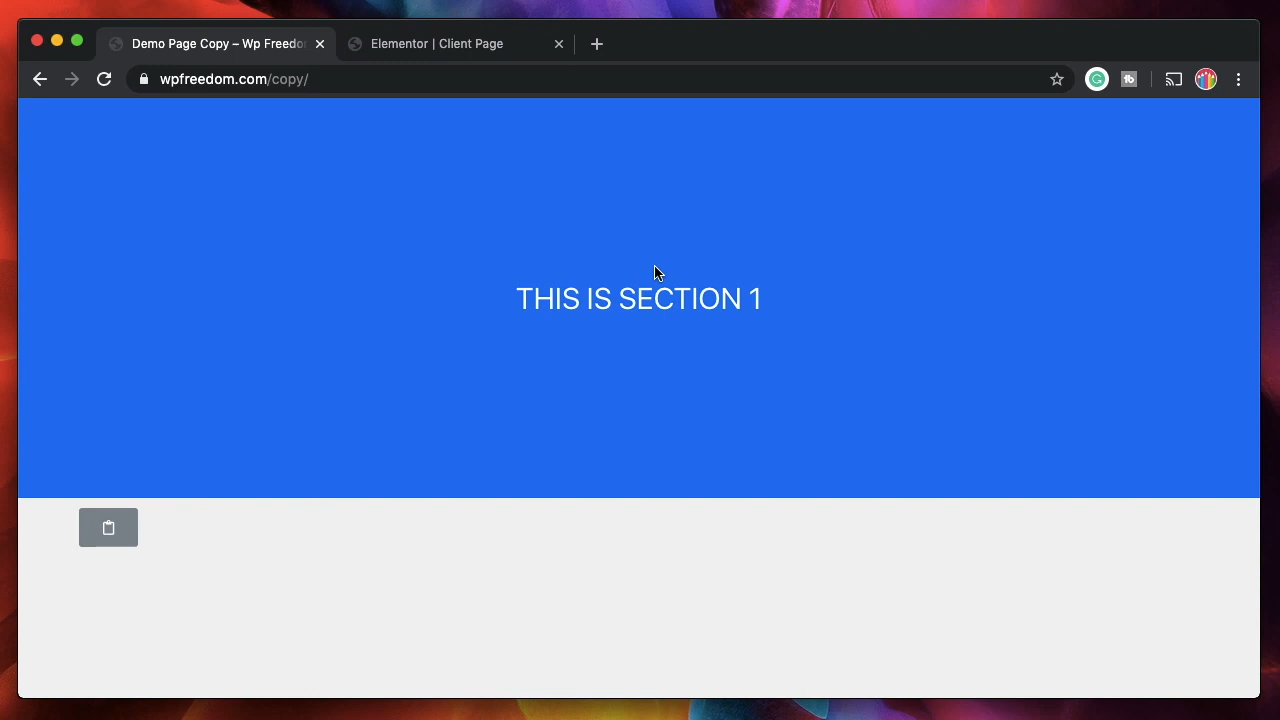 Demo Page Copy – Wp Freedo
Elementor | Client Page
wpfreedom.com/copy/
THIS IS SECTION 1